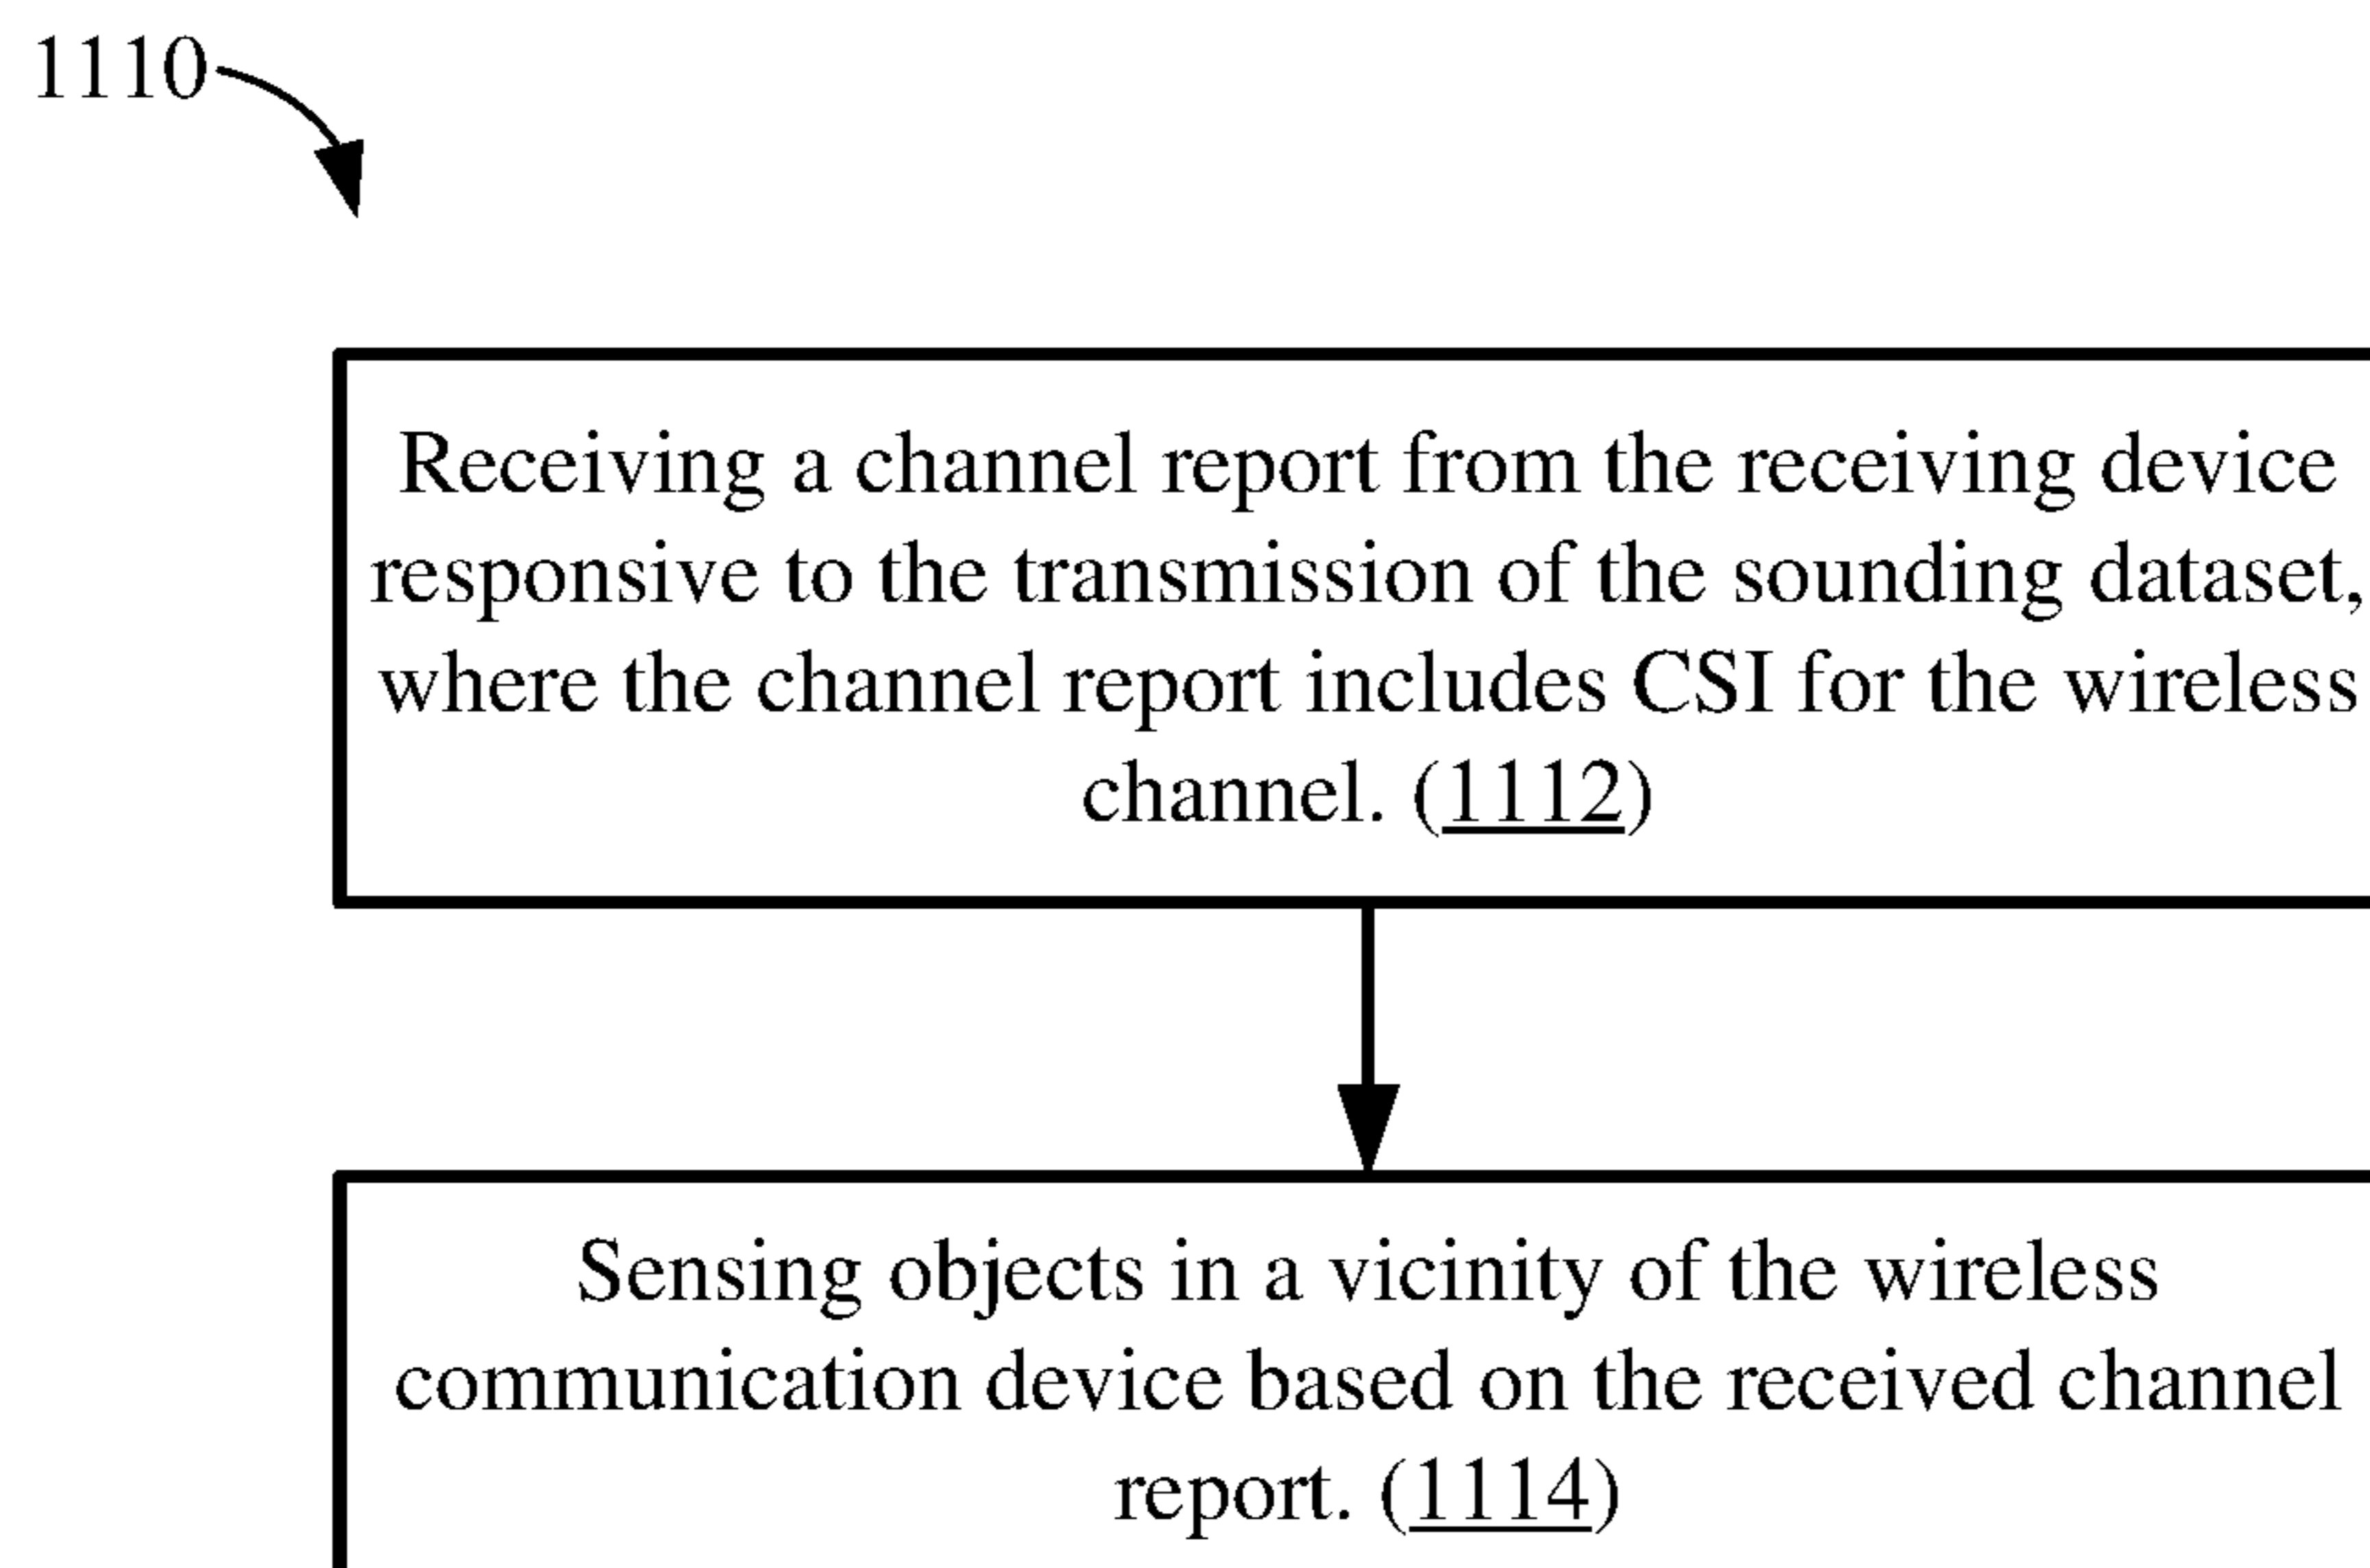 1110
Receiving a channel report from the receiving device
responsive to the transmission of the sounding dataset,
where the channel report includes CSI for the wireless
channel. (1112)
Sensing objects in a vicinity of the wireless
communication device based on the received channel
report. (1114)